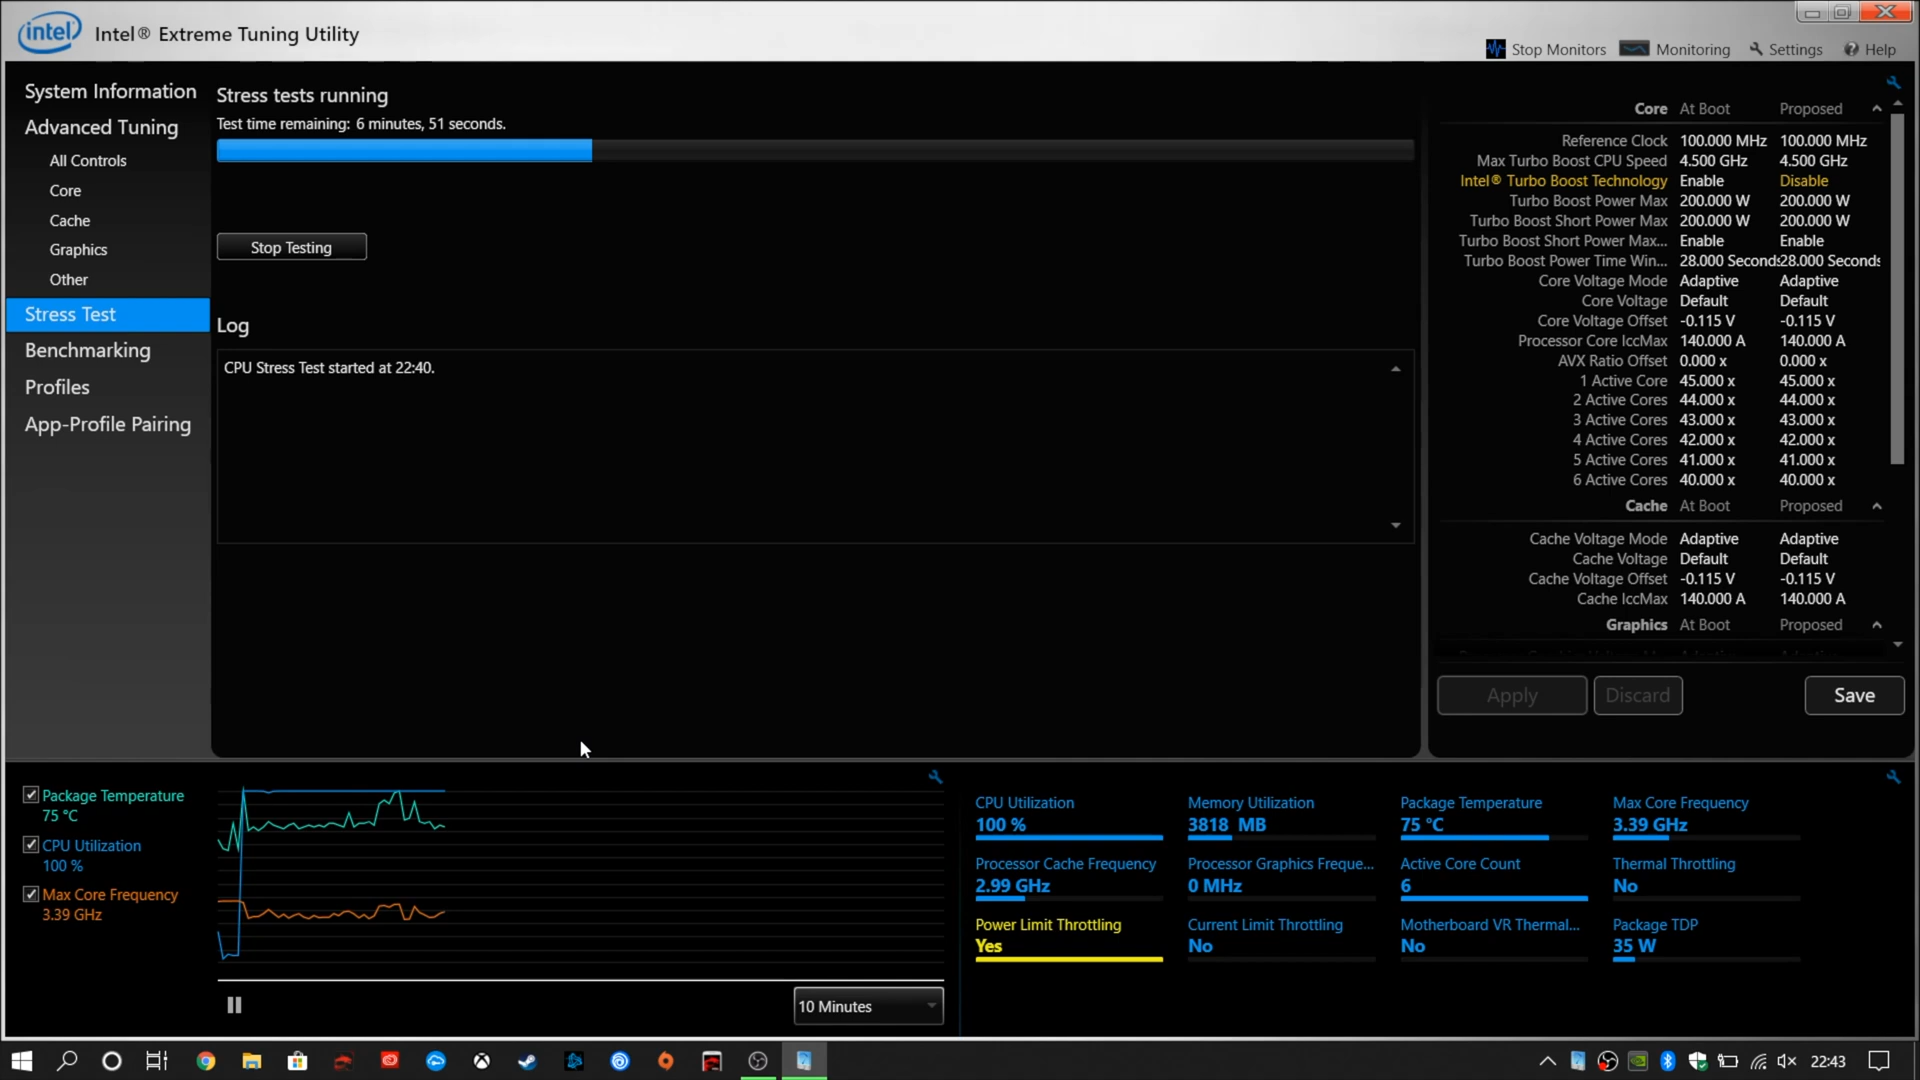 intel
Intel® Extreme Tuning Utility
Stop Monitors
Monitoring
Settings
Help
System Information
Advanced Tuning
All Controls
Core
Cache
Graphics
Other
Stress Test
Benchmarking
Profiles
App-Profile Pairing
Stress tests running
Test time remaining: 6 minutes, 51 seconds.
Stop Testing
Log
CPU Stress Test started at 22:40.
Core At Boot Proposed
Reference Clock 100.000 MHz 100.000 MHz
Max Turbo Boost CPU Speed 4.500 GHz 4.500 GHz
Intel® Turbo Boost Technology Enable Disable
Turbo Boost Power Max 200.000 W 200.000 W
Turbo Boost Short Power Max 200.000 W 200.000 W
Turbo Boost Short Power Max... Enable Enable
Turbo Boost Power Time Win... 28.000 Seconds 28.000 Seconds
Core Voltage Mode Adaptive Adaptive
Core Voltage Default Default
Core Voltage Offset -0.115 V -0.115 V
Processor Core IccMax 140.000 A 140.000 A
AVX Ratio Offset 0.000 x 0.000 x
1 Active Core 45.000 x 45.000 x
2 Active Cores 44.000 x 44.000 x
3 Active Cores 43.000 x 43.000 x
4 Active Cores 42.000 x 42.000 x
5 Active Cores 41.000 x 41.000 x
6 Active Cores 40.000 x 40.000 x
Cache At Boot Proposed
Cache Voltage Mode Adaptive Adaptive
Cache Voltage Default Default
Cache Voltage Offset -0.115 V -0.115 V
Cache IccMax 140.000 A 140.000 A
Graphics At Boot Proposed
Apply
Discard
Save
Package Temperature
75 °C
CPU Utilization
100 %
Max Core Frequency
3.39 GHz
10 Minutes
CPU Utilization
100 %
Memory Utilization
3818 MB
Package Temperature
75 °C
Max Core Frequency
3.39 GHz
Processor Cache Frequency
2.99 GHz
Processor Graphics Freque...
0 MHz
Active Core Count
6
Thermal Throttling
No
Power Limit Throttling
Yes
Current Limit Throttling
No
Motherboard VR Thermal...
No
Package TDP
35 W
22:43